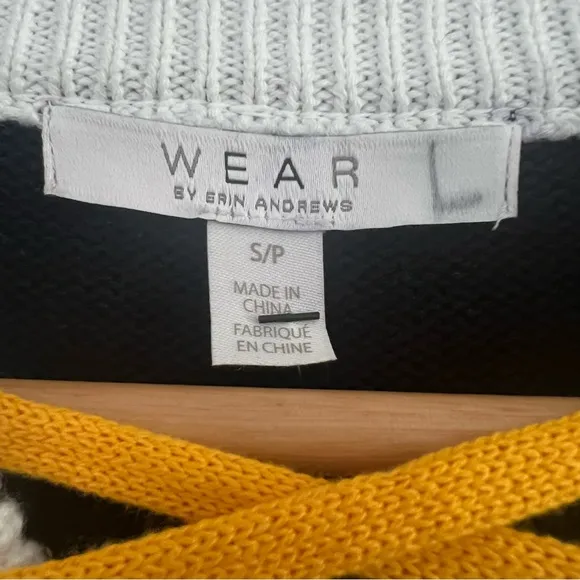 WEAR
BY ERIN ANDREWS
L
S/P
MADE IN
CHINA
FABRIQUÉ
EN CHINE